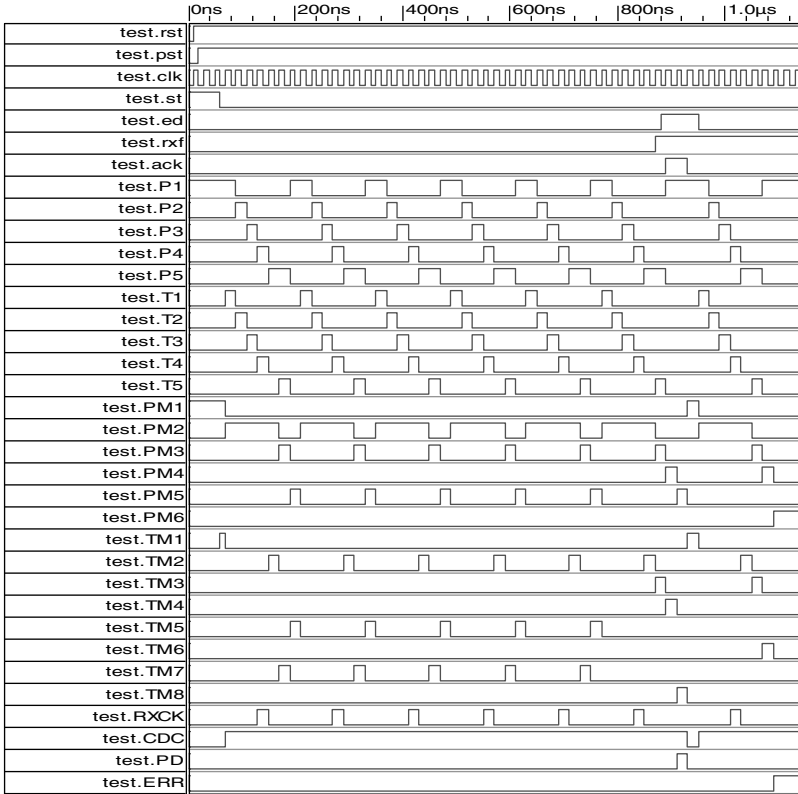 0ns |200ns |400ns |600ns |800ns |1.0µs
test.rst
test.pst
test.clk
test.st
test.ed
test.rxf
test.ack
test.P1
test.P2
test.P3
test.P4
test.P5
test.T1
test.T2
test.T3
test.T4
test.T5
test.PM1
test.PM2
test.PM3
test.PM4
test.PM5
test.PM6
test.TM1
test.TM2
test.TM3
test.TM4
test.TM5
test.TM6
test.TM7
test.TM8
test.RXCK
test.CDC
test.PD
test.ERR